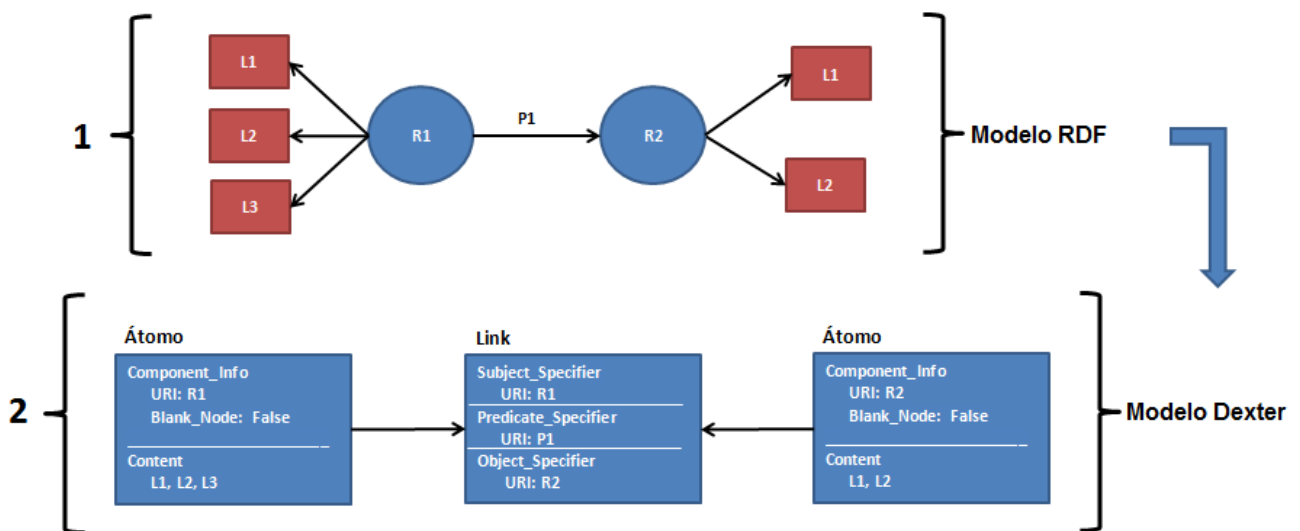 1
L1
L2
L3
R1
P1
R2
L1
L2
Modelo RDF
2
Átomo
Component_Info
URI: R1
Blank_Node: False
Content
L1, L2, L3
Link
Subject_Specifier
URI: R1
Predicate_Specifier
URI: P1
Object_Specifier
URI: R2
Átomo
Component_Info
URI: R2
Blank_Node: False
Content
L1, L2
Modelo Dexter